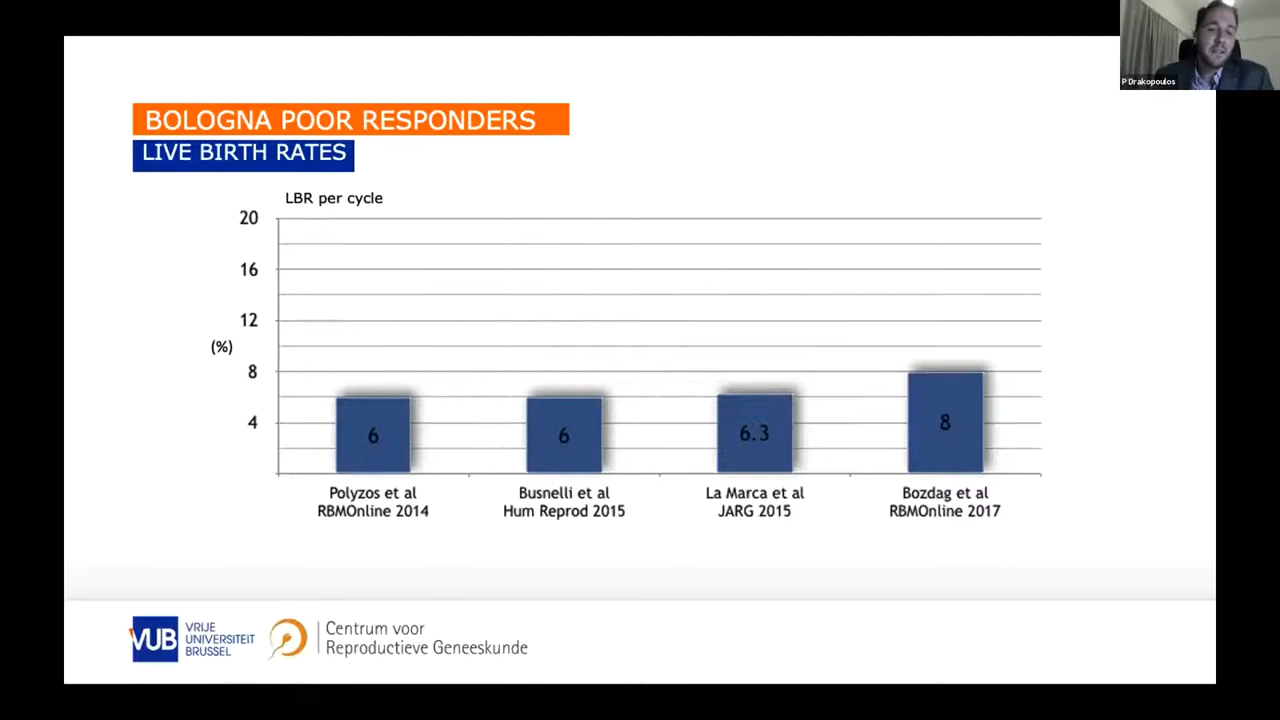 P Drakopoulos
BOLOGNA POOR RESPONDERS
LIVE BIRTH RATES
LBR per cycle
20
16
12
(%)
8
4
6
6
6.3
8
Polyzos et al
RBMOnline 2014
Busnelli et al
Hum Reprod 2015
La Marca et al
JARG 2015
Bozdag et al
RBMOnline 2017
VUB
VRIJE
UNIVERSITEIT
BRUSSEL
Centrum voor
Reproductieve Geneeskunde